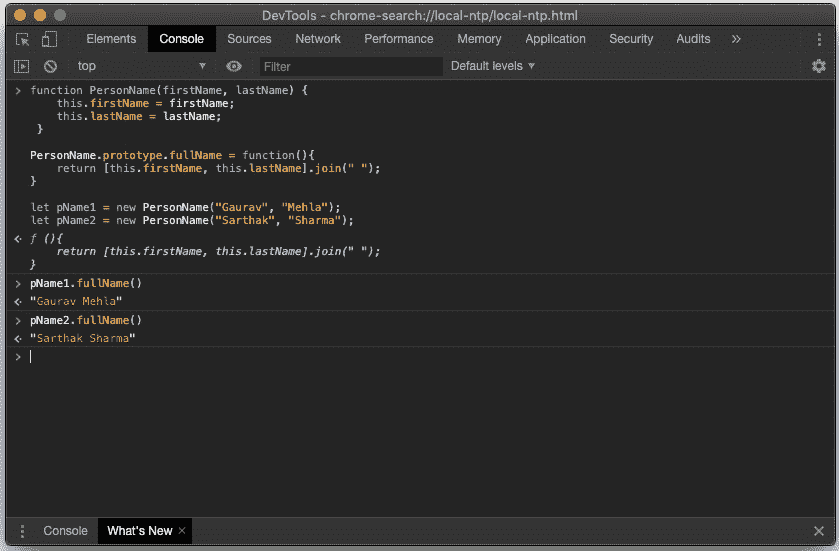 DevTools - chrome-search://local-ntp/local-ntp.html
Elements Console Sources Network Performance Memory Application Security Audits »
top Filter Default levels
function PersonName(firstName, lastName) {
this.firstName = firstName;
this.lastName = lastName;
}
PersonName.prototype.fullName = function(){
return [this.firstName, this.lastName].join(" ");
}
let pName1 = new PersonName("Gaurav", "Mehla");
let pName2 = new PersonName("Sarthak", "Sharma");
ƒ (){
return [this.firstName, this.lastName].join(" ");
}
pName1.fullName()
"Gaurav Mehla"
pName2.fullName()
"Sarthak Sharma"
Console What's New